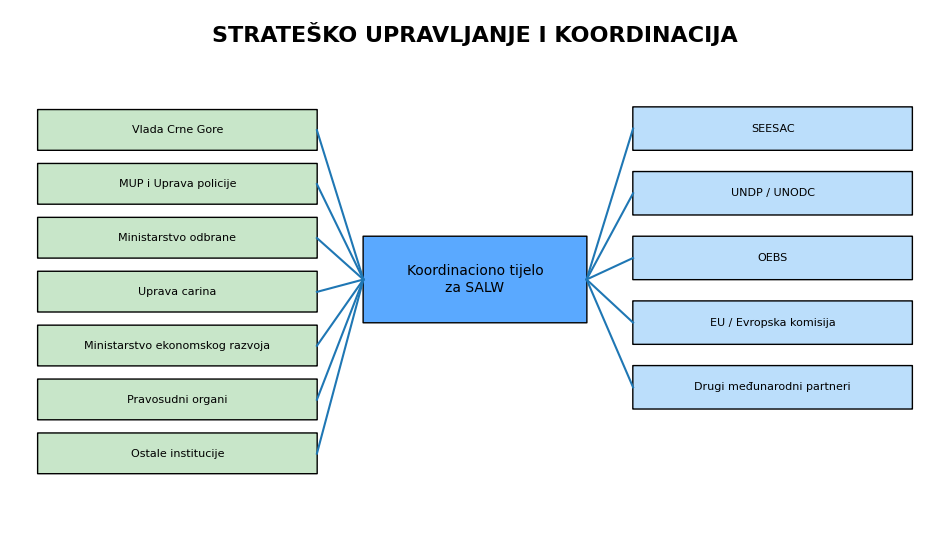 STRATEŠKO UPRAVLJANJE I KOORDINACIJA
Vlada Crne Gore
MUP i Uprava policije
Ministarstvo odbrane
Uprava carina
Ministarstvo ekonomskog razvoja
Pravosudni organi
Ostale institucije
Koordinaciono tijelo
za SALW
SEESAC
UNDP / UNODC
OEBS
EU / Evropska komisija
Drugi međunarodni partneri